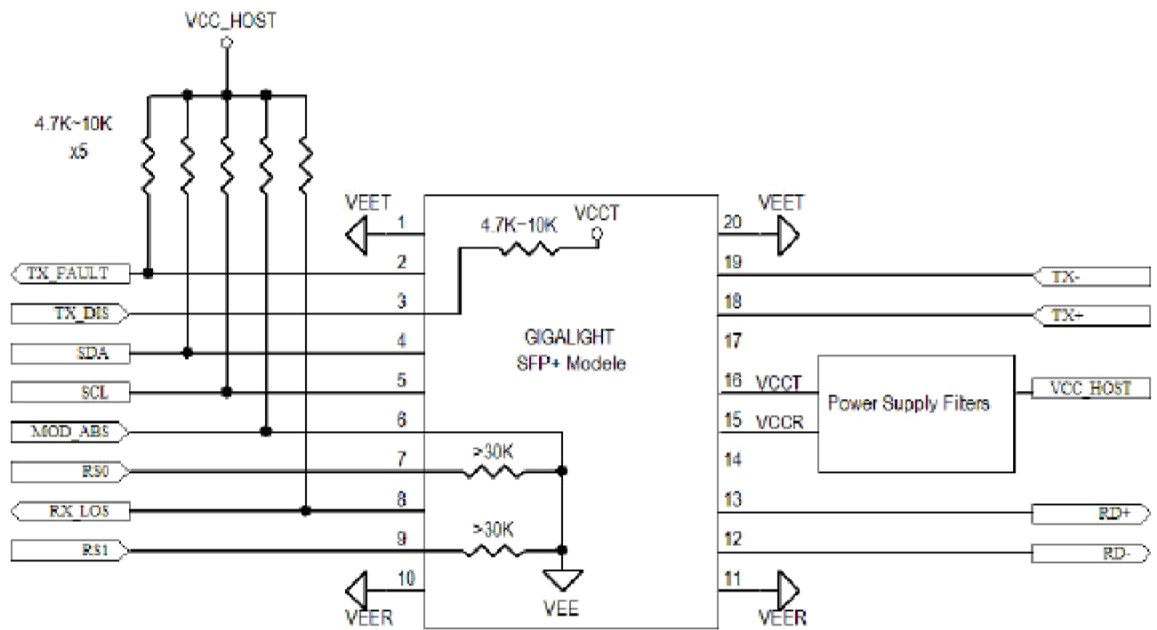 VCC_HOST
4.7K~10K
x5
VEET
1
4.7K~10K
VCCT
20
VEET
TX_FAULT
2
19
TX-
TX_DIS
3
18
TX+
SDA
4
GIGALIGHT
SFP+ Modele
17
SCL
5
16
VCCT
Power Supply Filters
VCC_HOST
MOD_ABS
6
15
VCCR
RS0
7
>30K
14
RX_LOS
8
13
RD+
RS1
9
>30K
12
RD-
10
VEER
VEE
11
VEER